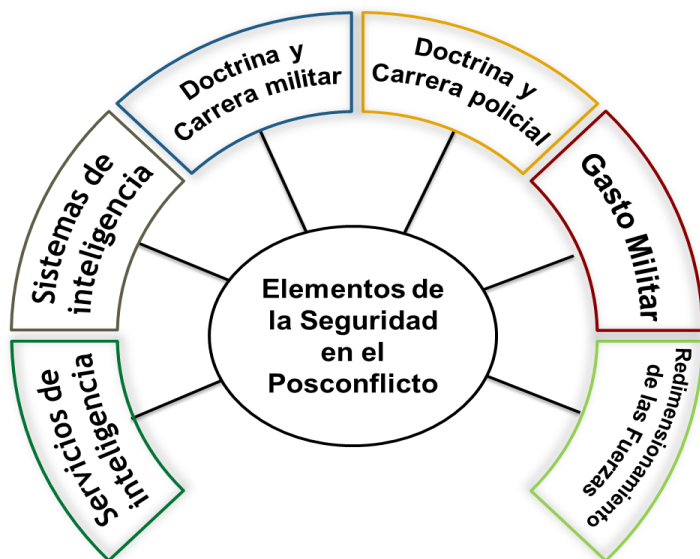 Doctrina y
Carrera militar
Doctrina y
Carrera policial
Sistemas de
inteligencia
Gasto Militar
Elementos de
la Seguridad
en el
Posconflicto
Servicios de
inteligencia
Redimensionamiento
de las Fuerzas